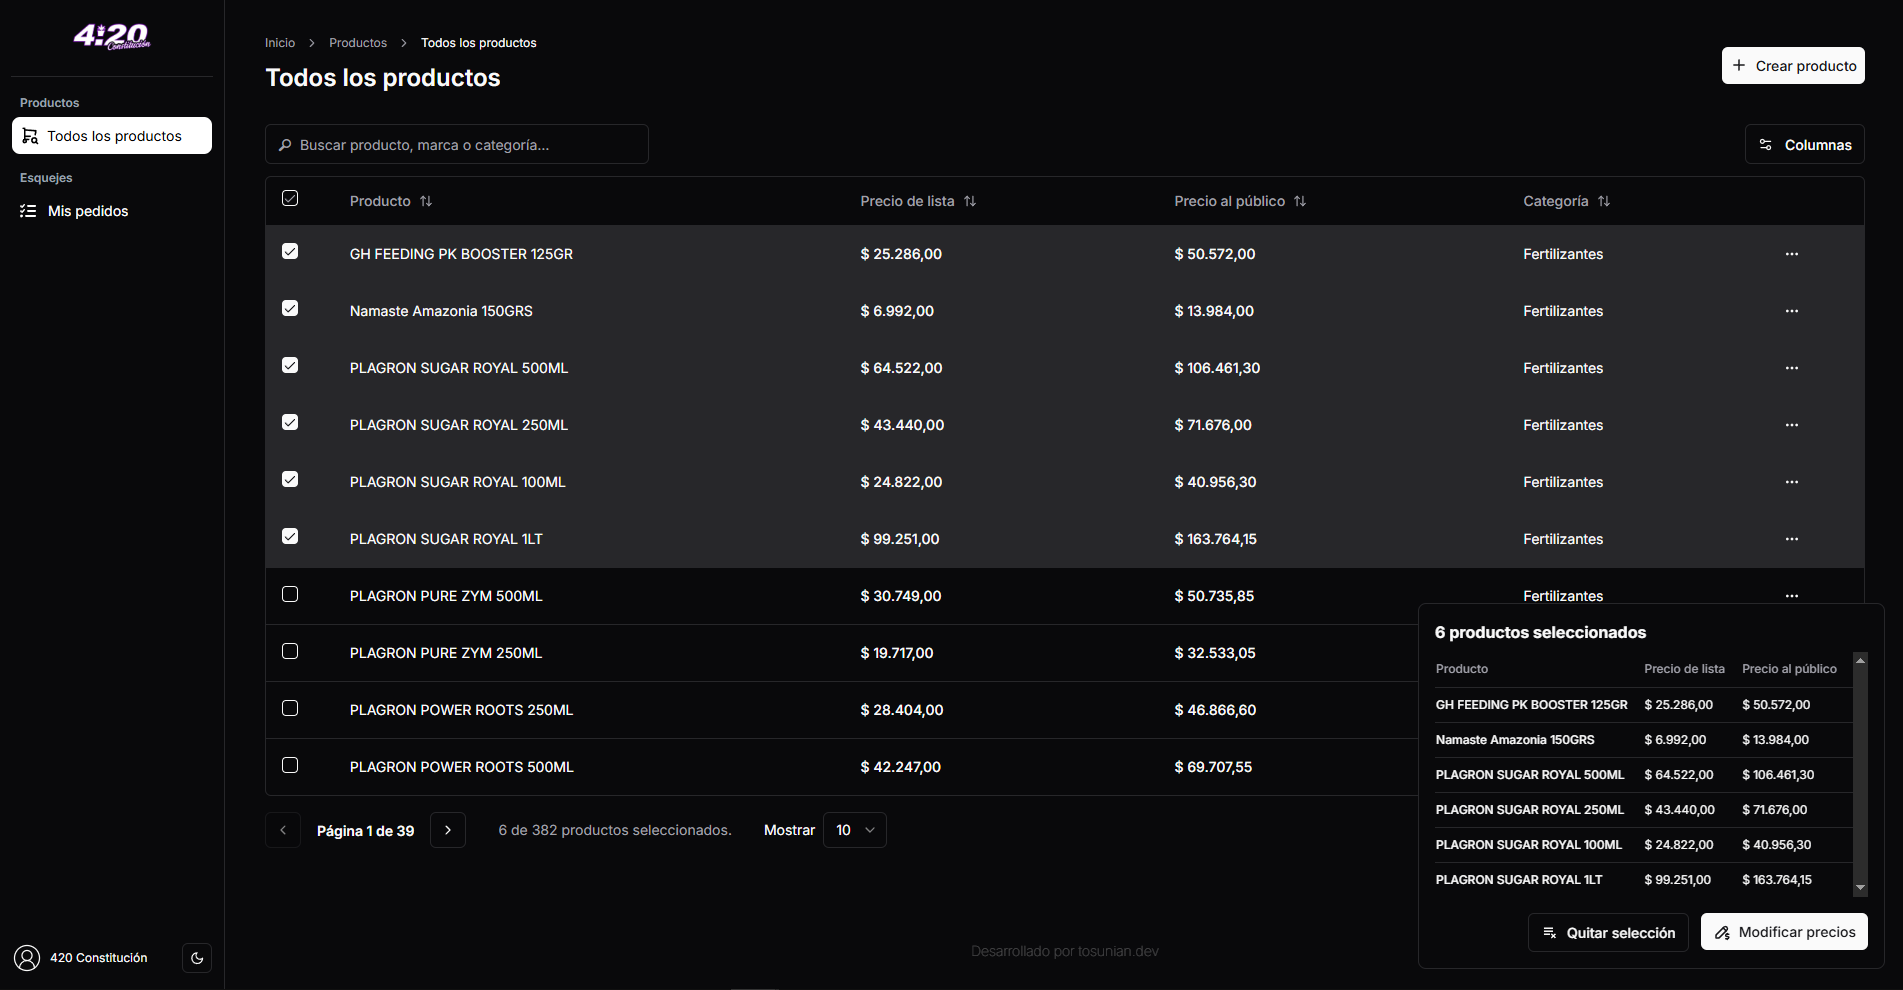 4:20
Constitución
Productos
Todos los productos
Esquejes
Mis pedidos
420 Constitución
Inicio > Productos > Todos los productos
Todos los productos
+ Crear producto
Buscar producto, marca o categoría...
Columnas
Producto Precio de lista Precio al público Categoría
GH FEEDING PK BOOSTER 125GR $ 25.286,00 $ 50.572,00 Fertilizantes ...
Namaste Amazonia 150GRS $ 6.992,00 $ 13.984,00 Fertilizantes ...
PLAGRON SUGAR ROYAL 500ML $ 64.522,00 $ 106.461,30 Fertilizantes ...
PLAGRON SUGAR ROYAL 250ML $ 43.440,00 $ 71.676,00 Fertilizantes ...
PLAGRON SUGAR ROYAL 100ML $ 24.822,00 $ 40.956,30 Fertilizantes ...
PLAGRON SUGAR ROYAL 1LT $ 99.251,00 $ 163.764,15 Fertilizantes ...
PLAGRON PURE ZYM 500ML $ 30.749,00 $ 50.735,85 Fertilizantes ...
PLAGRON PURE ZYM 250ML $ 19.717,00 $ 32.533,05
PLAGRON POWER ROOTS 250ML $ 28.404,00 $ 46.866,60
PLAGRON POWER ROOTS 500ML $ 42.247,00 $ 69.707,55
< Página 1 de 39 > 6 de 382 productos seleccionados. Mostrar 10
6 productos seleccionados
Producto Precio de lista Precio al público
GH FEEDING PK BOOSTER 125GR $ 25.286,00 $ 50.572,00
Namaste Amazonia 150GRS $ 6.992,00 $ 13.984,00
PLAGRON SUGAR ROYAL 500ML $ 64.522,00 $ 106.461,30
PLAGRON SUGAR ROYAL 250ML $ 43.440,00 $ 71.676,00
PLAGRON SUGAR ROYAL 100ML $ 24.822,00 $ 40.956,30
PLAGRON SUGAR ROYAL 1LT $ 99.251,00 $ 163.764,15
Quitar selección Modificar precios
Desarrollado por tosunian.dev